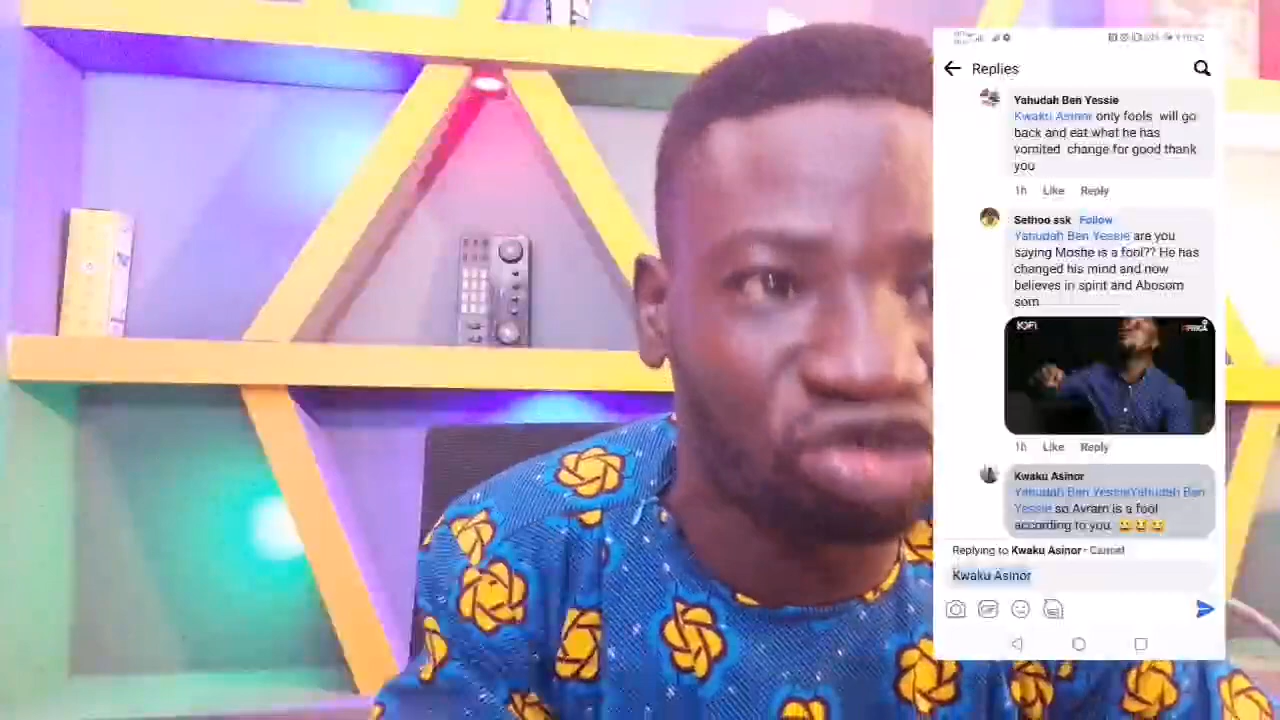 Replies
Yahudah Ben Yessie
Kwaku Asinor only fools will go
back and eat what he has
vomited change for good thank
you
1h Like Reply
Sethoo ssk Follow
Yahudah Ben Yessie are you
saying Moshe is a fool?? He has
changed his mind and now
believes in spirit and Abosom
som
1h Like Reply
Kwaku Asinor
Yahudah Ben YessieYahudah Ben
Yessie so Avram is a fool
according to you. 😄😄😄
Replying to Kwaku Asinor · Cancel
Kwaku Asinor